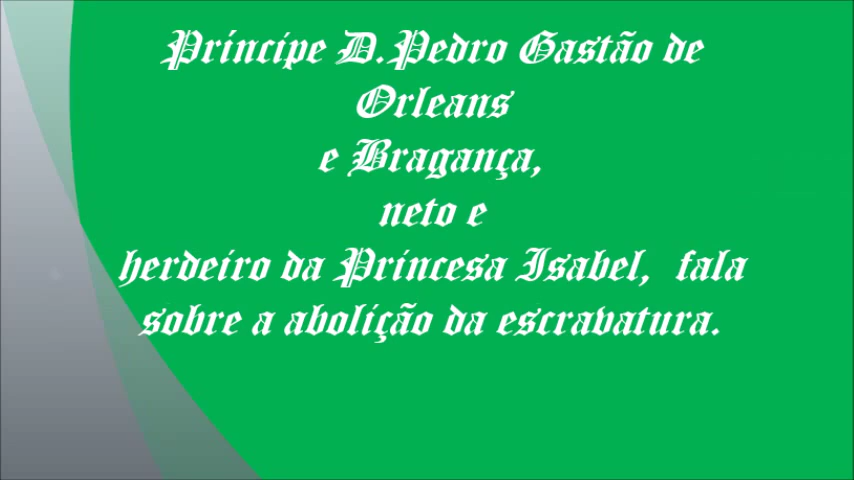 Príncipe D.Pedro Gastão de
Orleans
e Bragança,
neto e
herdeiro da Princesa Isabel, fala
sobre a abolição da escravatura.